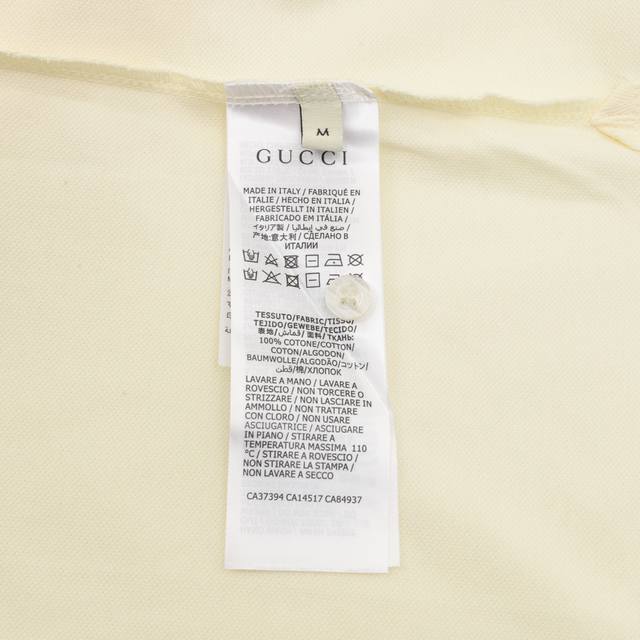 M
GUCCI
MADE IN ITALY / FABRIQUÉ EN
ITALIE / HECHO EN ITALIA /
HERGESTELLT IN ITALIEN /
FABRICADO EM ITÁLIA /
イタリア製 / صنع في إيطاليا /
产地:意大利 / СДЕЛАНО В
ИТАЛИИ
TESSUTO/FABRIC/TISSU/
TEJIDO/GEWEBE/TECIDO/
表地/قماش/面料/ТКАНЬ:
100% COTONE/COTTON/
COTON/ALGODON/
BAUMWOLLE/ALGODÃO/コットン/
قطن/棉/ХЛОПОК
LAVARE A MANO / LAVARE A
ROVESCIO / NON TORCERE O
STRIZZARE / NON LASCIARE IN
AMMOLLO / NON TRATTARE
CON CLORO / NON USARE
ASCIUGATRICE / ASCIUGARE
IN PIANO / STIRARE A
TEMPERATURA MASSIMA 110
°C / STIRARE A ROVESCIO /
NON STIRARE LA STAMPA /
NON LAVARE A SECCO
CA37394 CA14517 CA84937